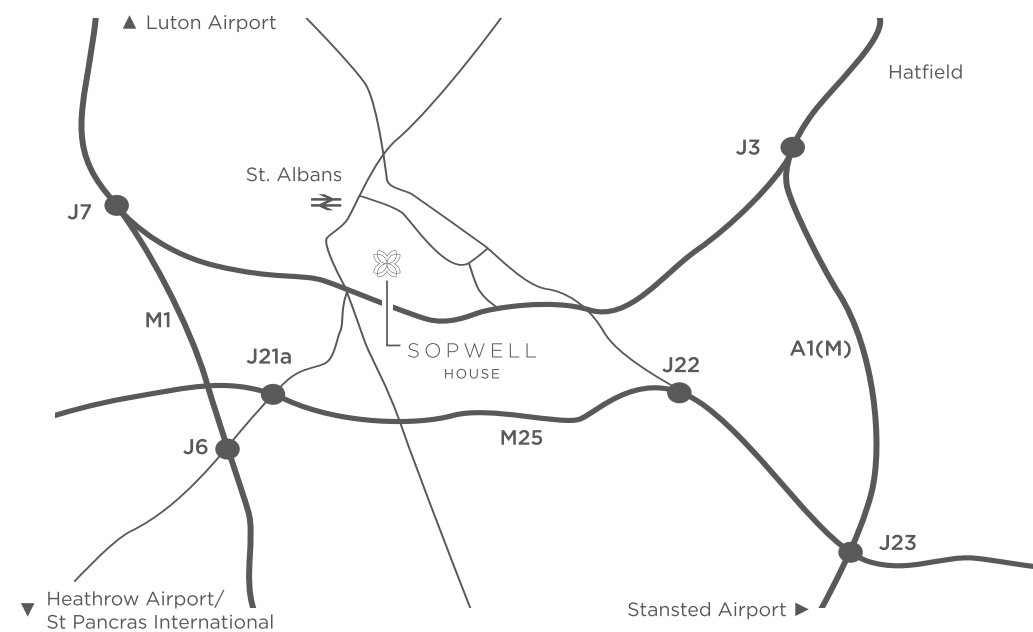 ▲ Luton Airport
Hatfield
J3
St. Albans
J7
M1
SOPWELL
HOUSE
A1(M)
J21a
J22
M25
J6
J23
▼ Heathrow Airport/
St Pancras International
Stansted Airport ►